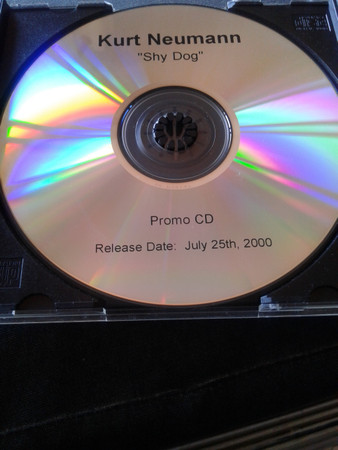 Kurt Neumann
"Shy Dog"
Promo CD
Release Date: July 25th, 2000